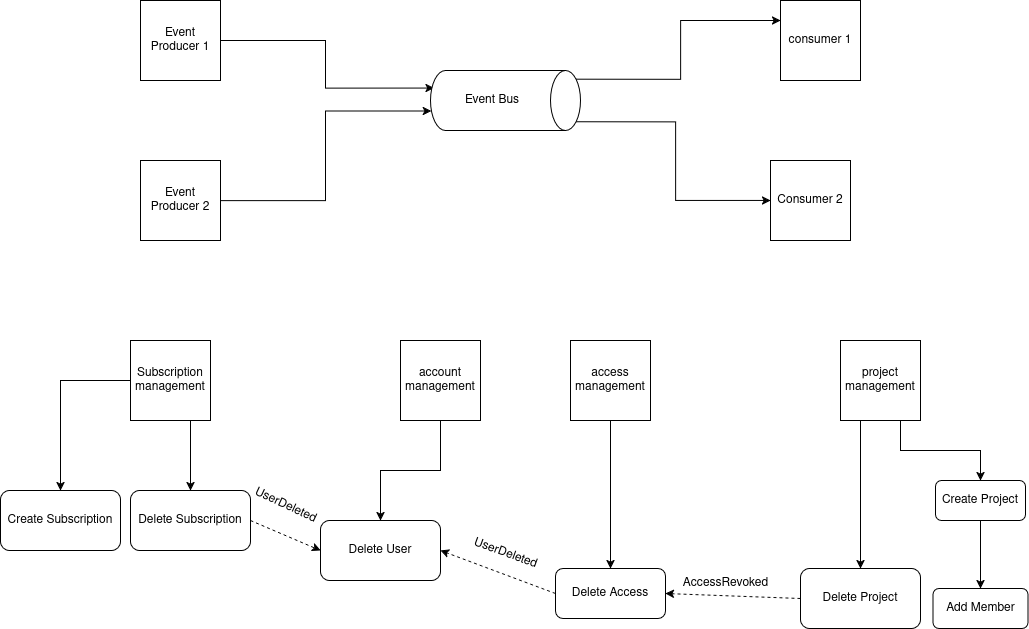 Event
Producer 1
consumer 1
Event Bus
Event
Producer 2
Consumer 2
Subscription
management
account
management
access
management
project
management
Create Subscription
Delete Subscription
UserDeleted
Delete User
UserDeleted
Delete Access
AccessRevoked
Delete Project
Create Project
Add Member